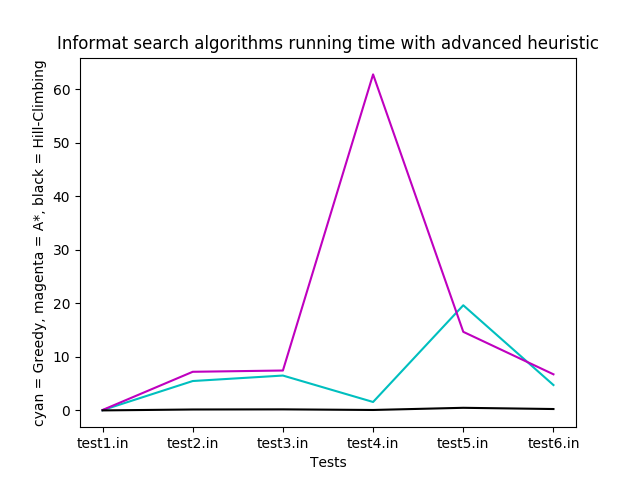 Informat search algorithms running time with advanced heuristic
cyan = Greedy, magenta = A*, black = Hill-Climbing
60
50
40
30
20
10
0
test1.in test2.in test3.in test4.in test5.in test6.in
Tests